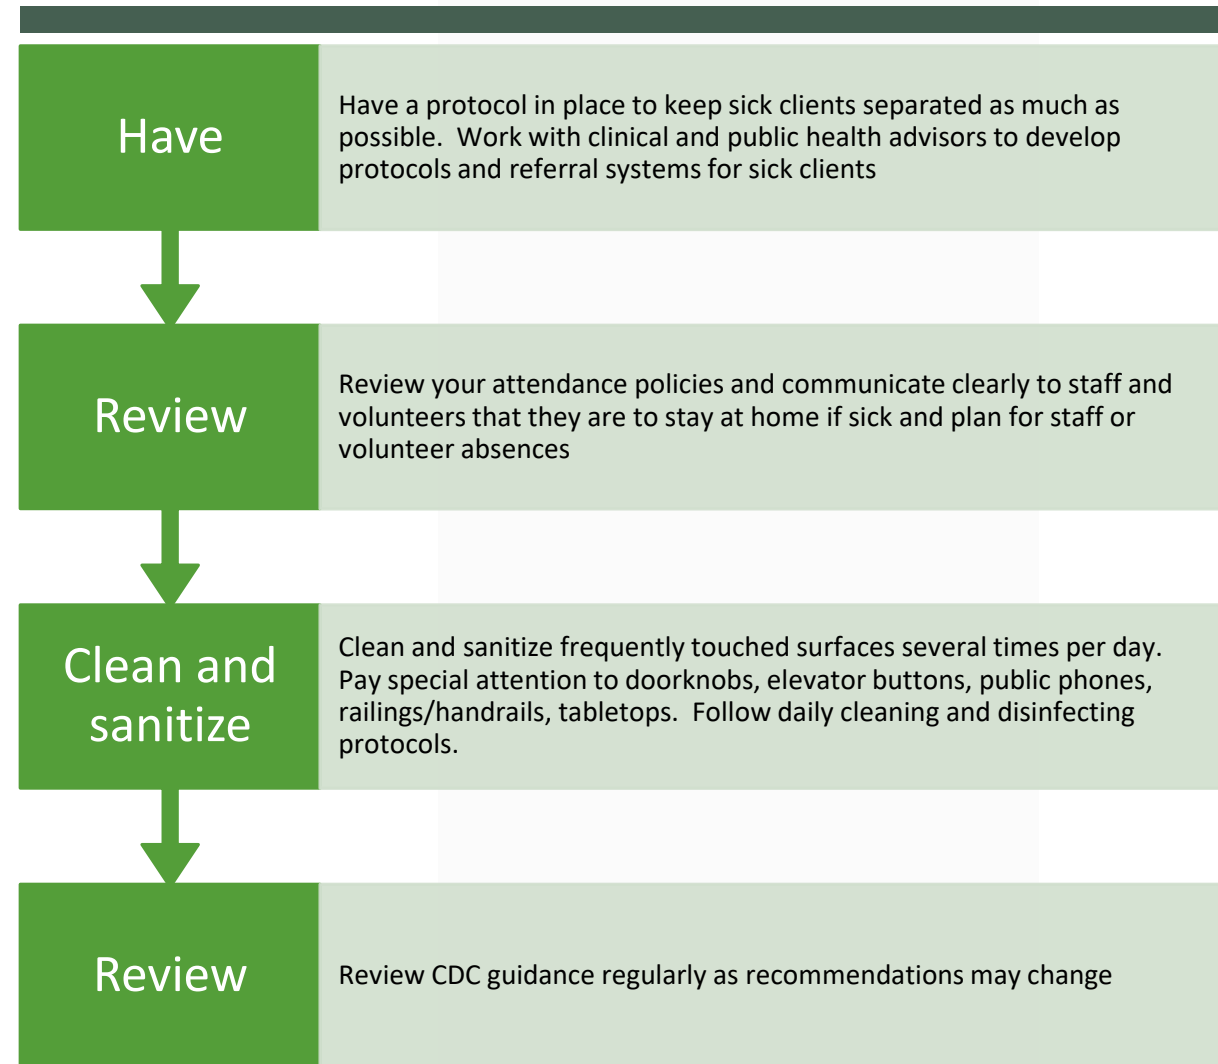 Have
Have a protocol in place to keep sick clients separated as much as
possible.  Work with clinical and public health advisors to develop
protocols and referral systems for sick clients
Review
Review your attendance policies and communicate clearly to staff and
volunteers that they are to stay at home if sick and plan for staff or
volunteer absences
Clean and
sanitize
Clean and sanitize frequently touched surfaces several times per day.
Pay special attention to doorknobs, elevator buttons, public phones,
railings/handrails, tabletops.  Follow daily cleaning and disinfecting
protocols.
Review
Review CDC guidance regularly as recommendations may change